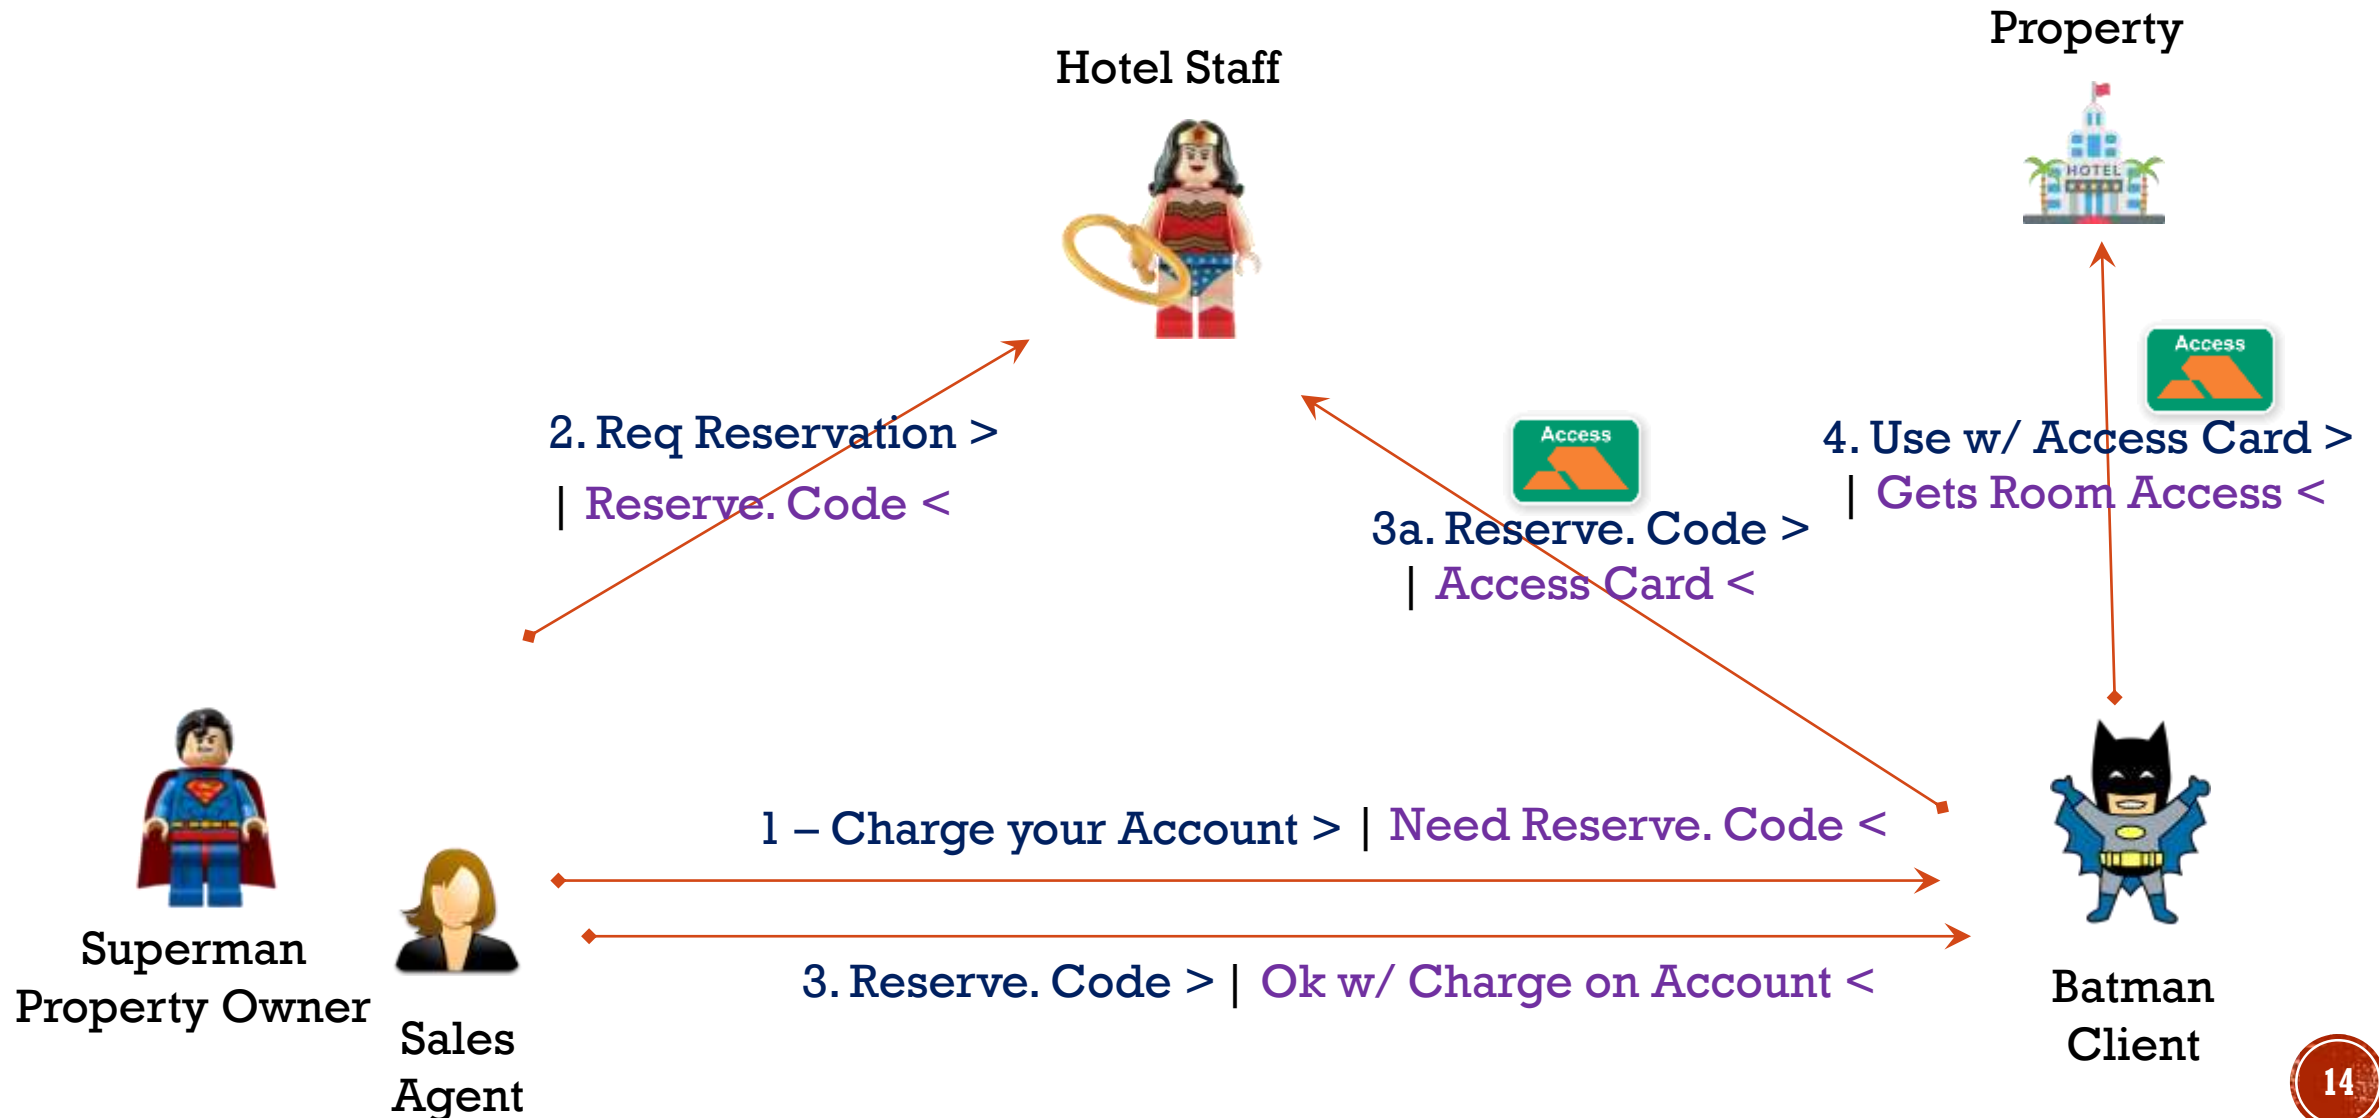 Property
Hotel Staff
HOTEL
Access
Access
2. Req Reservation >
| Reserve. Code <
4. Use w/ Access Card >
| Gets Room Access <
3a. Reserve. Code >
| Access Card <
1 – Charge your Account > | Need Reserve. Code <
3. Reserve. Code > | Ok w/ Charge on Account <
Superman
Property Owner
Sales
Agent
Batman
Client
14